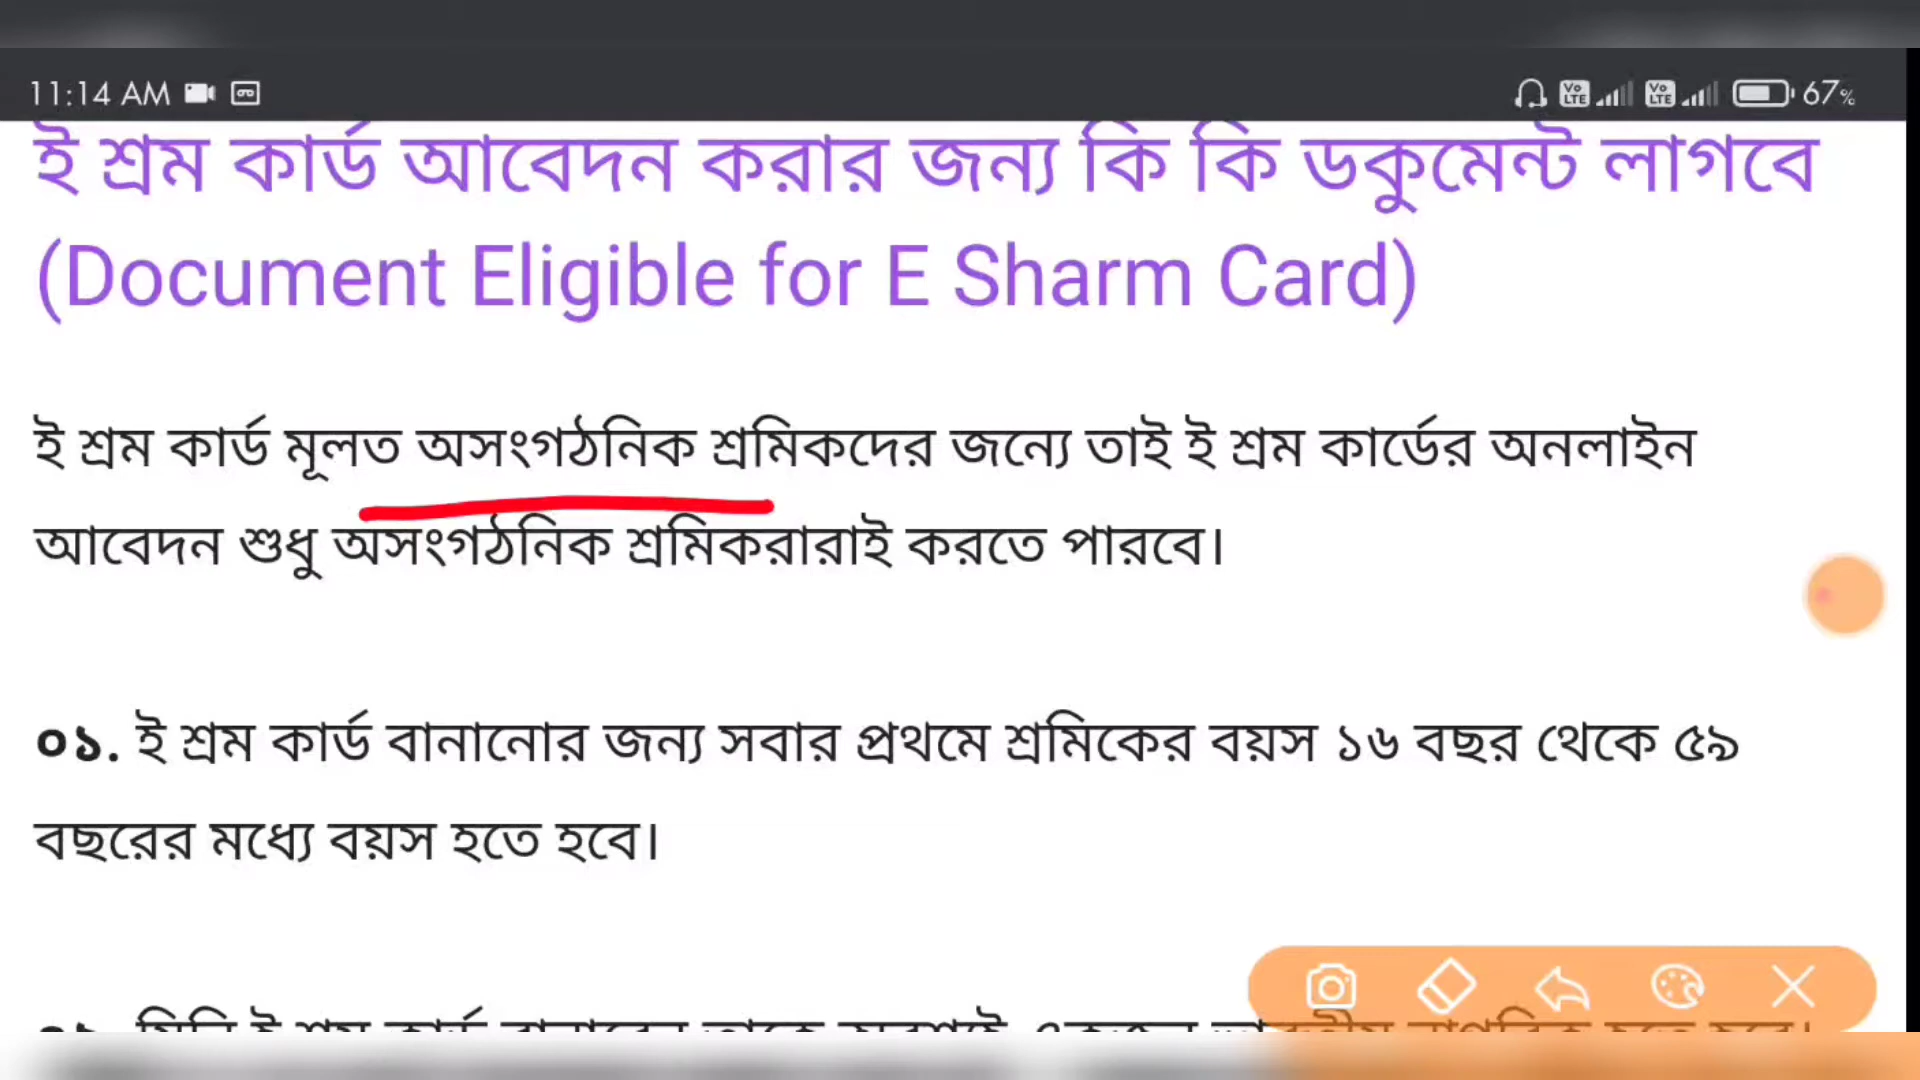 11:14 AM 67%
ই শ্রম কার্ড আবেদন করার জন্য কি কি ডকুমেন্ট লাগবে
(Document Eligible for E Sharm Card)
ই শ্রম কার্ড মূলত অসংগঠনিক শ্রমিকদের জন্যে তাই ই শ্রম কার্ডের অনলাইন
আবেদন শুধু অসংগঠনিক শ্রমিকরারাই করতে পারবে।
০১. ই শ্রম কার্ড বানানোর জন্য সবার প্রথমে শ্রমিকের বয়স ১৬ বছর থেকে ৫৯
বছরের মধ্যে বয়স হতে হবে।